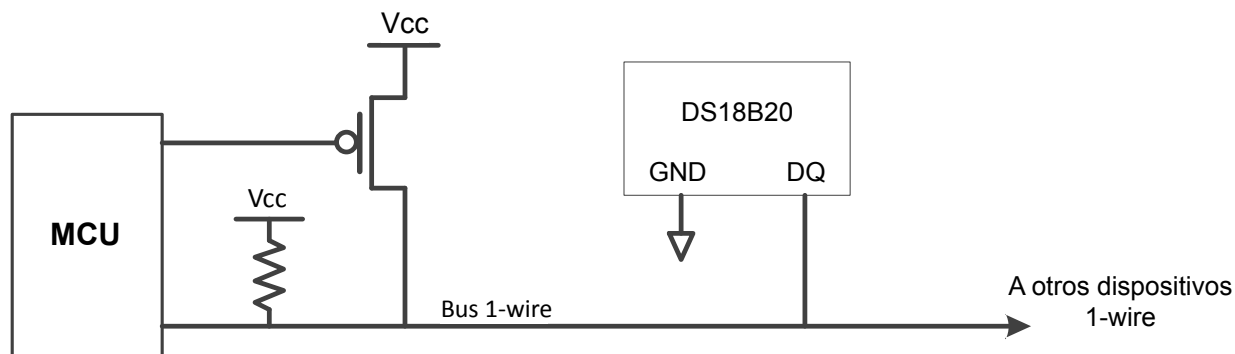 Vcc
DS18B20
GND DQ
Vcc
MCU
Bus 1-wire
A otros dispositivos
1-wire